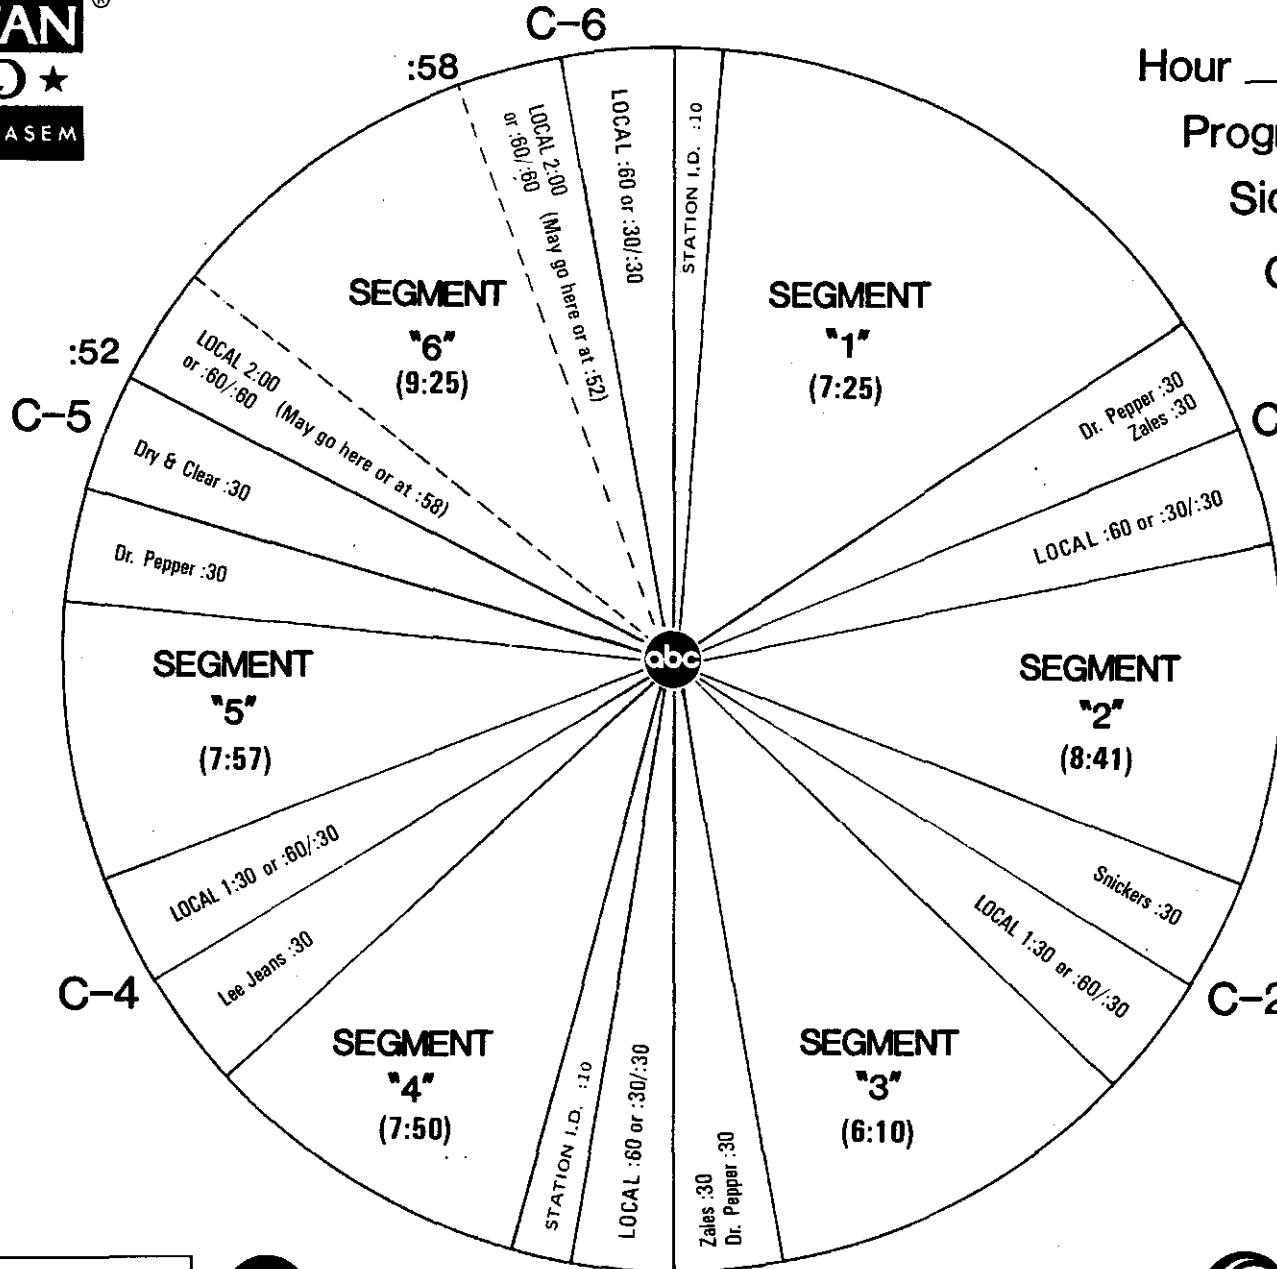 C-6
:58
LOCAL 2:00 (May go here or at :52)
or :60/:60
LOCAL :60 or :30/:30
STATION I.D. :10
Hour
SEGMENT
"1"
(7:25)
Dr. Pepper :30
Zales :30
LOCAL :60 or :30/:30
SEGMENT
"2"
(8:41)
Snickers :30
LOCAL 1:30 or :60/:30
SEGMENT
"3"
(6:10)
Zales :30
Dr. Pepper :30
LOCAL :60 or :30/:30
STATION I.D. :10
SEGMENT
"4"
(7:50)
C-4
Lee Jeans :30
LOCAL 1:30 or :60/:30
SEGMENT
"5"
(7:57)
Dr. Pepper :30
C-5
Dry & Clear :30
:52
LOCAL 2:00 (May go here or at :58)
or :60/:60
SEGMENT
"6"
(9:25)
abc